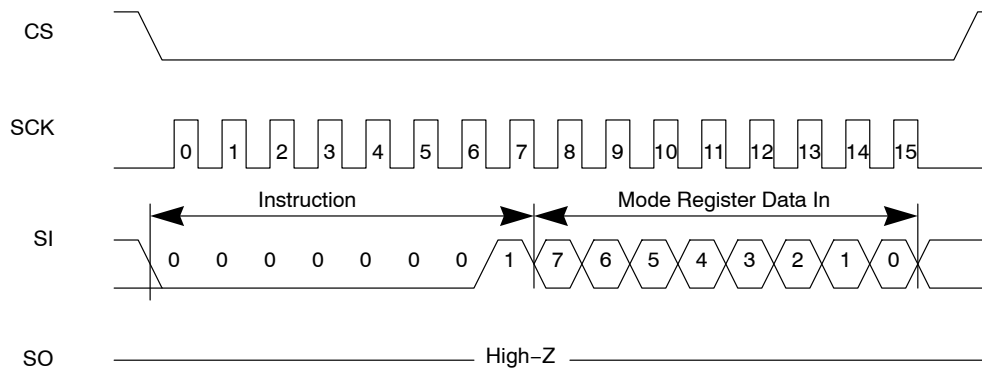 CS
SCK
0 1 2 3 4 5 6 7 8 9 10 11 12 13 14 15
Instruction Mode Register Data In
SI
0 0 0 0 0 0 0 1 7 6 5 4 3 2 1 0
SO
High−Z